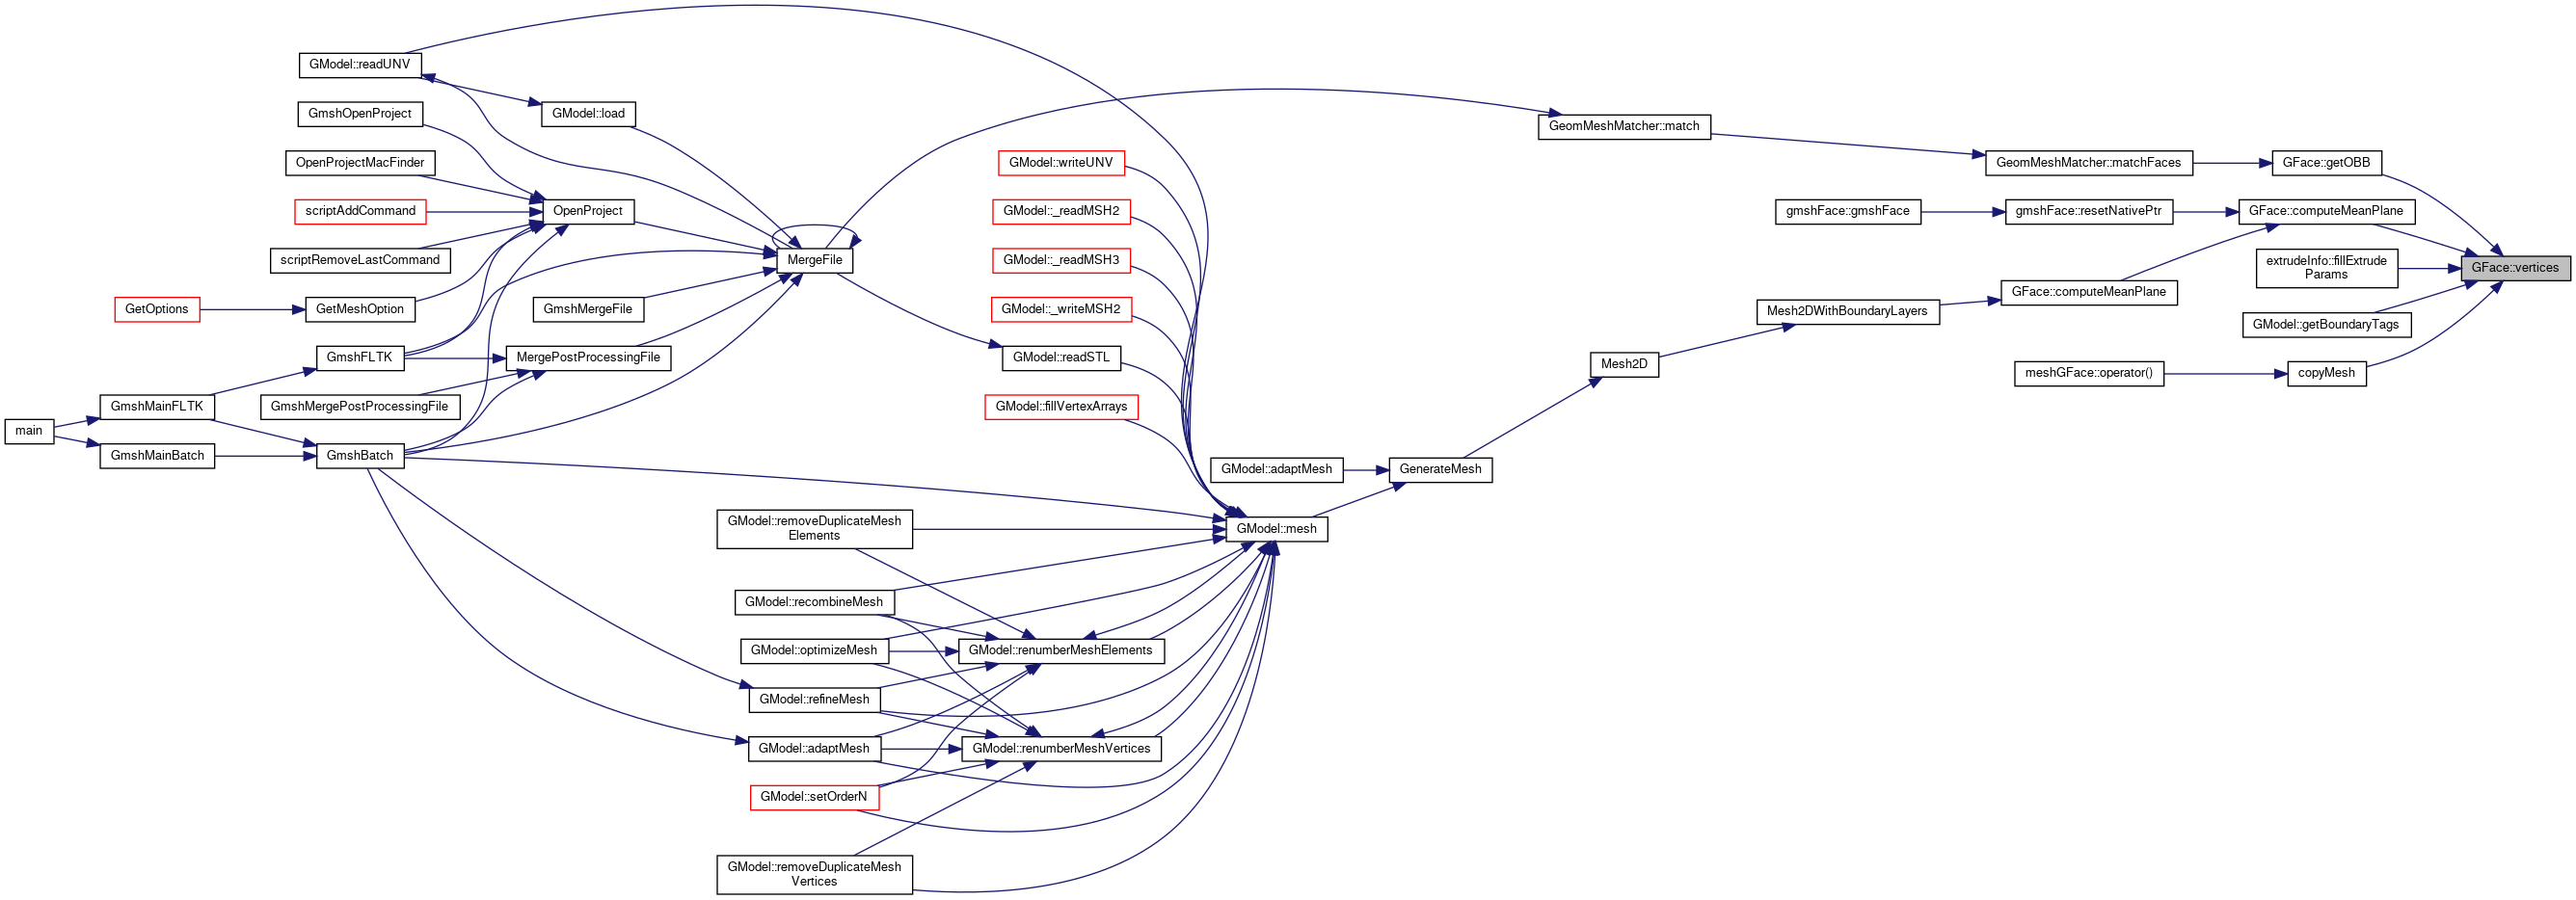 GModel::readUNV
GmshOpenProject
GModel::load
OpenProjectMacFinder
scriptAddCommand
OpenProject
scriptRemoveLastCommand
MergeFile
GetOptions
GetMeshOption
GmshMergeFile
GmshFLTK
MergePostProcessingFile
GmshMainFLTK
GmshMergePostProcessingFile
main
GmshMainBatch
GmshBatch
GModel::writeUNV
GModel::_readMSH2
GModel::_readMSH3
GModel::_writeMSH2
GModel::readSTL
GModel::fillVertexArrays
GModel::adaptMesh
GenerateMesh
GModel::mesh
GModel::removeDuplicateMesh
Elements
GModel::recombineMesh
GModel::optimizeMesh
GModel::renumberMeshElements
GModel::refineMesh
GModel::adaptMesh
GModel::renumberMeshVertices
GModel::setOrderN
GModel::removeDuplicateMesh
Vertices
GeomMeshMatcher::match
GeomMeshMatcher::matchFaces
GFace::getOBB
gmshFace::gmshFace
gmshFace::resetNativePtr
GFace::computeMeanPlane
extrudeInfo::fillExtrude
Params
GFace::vertices
GFace::computeMeanPlane
Mesh2DWithBoundaryLayers
GModel::getBoundaryTags
Mesh2D
meshGFace::operator()
copyMesh